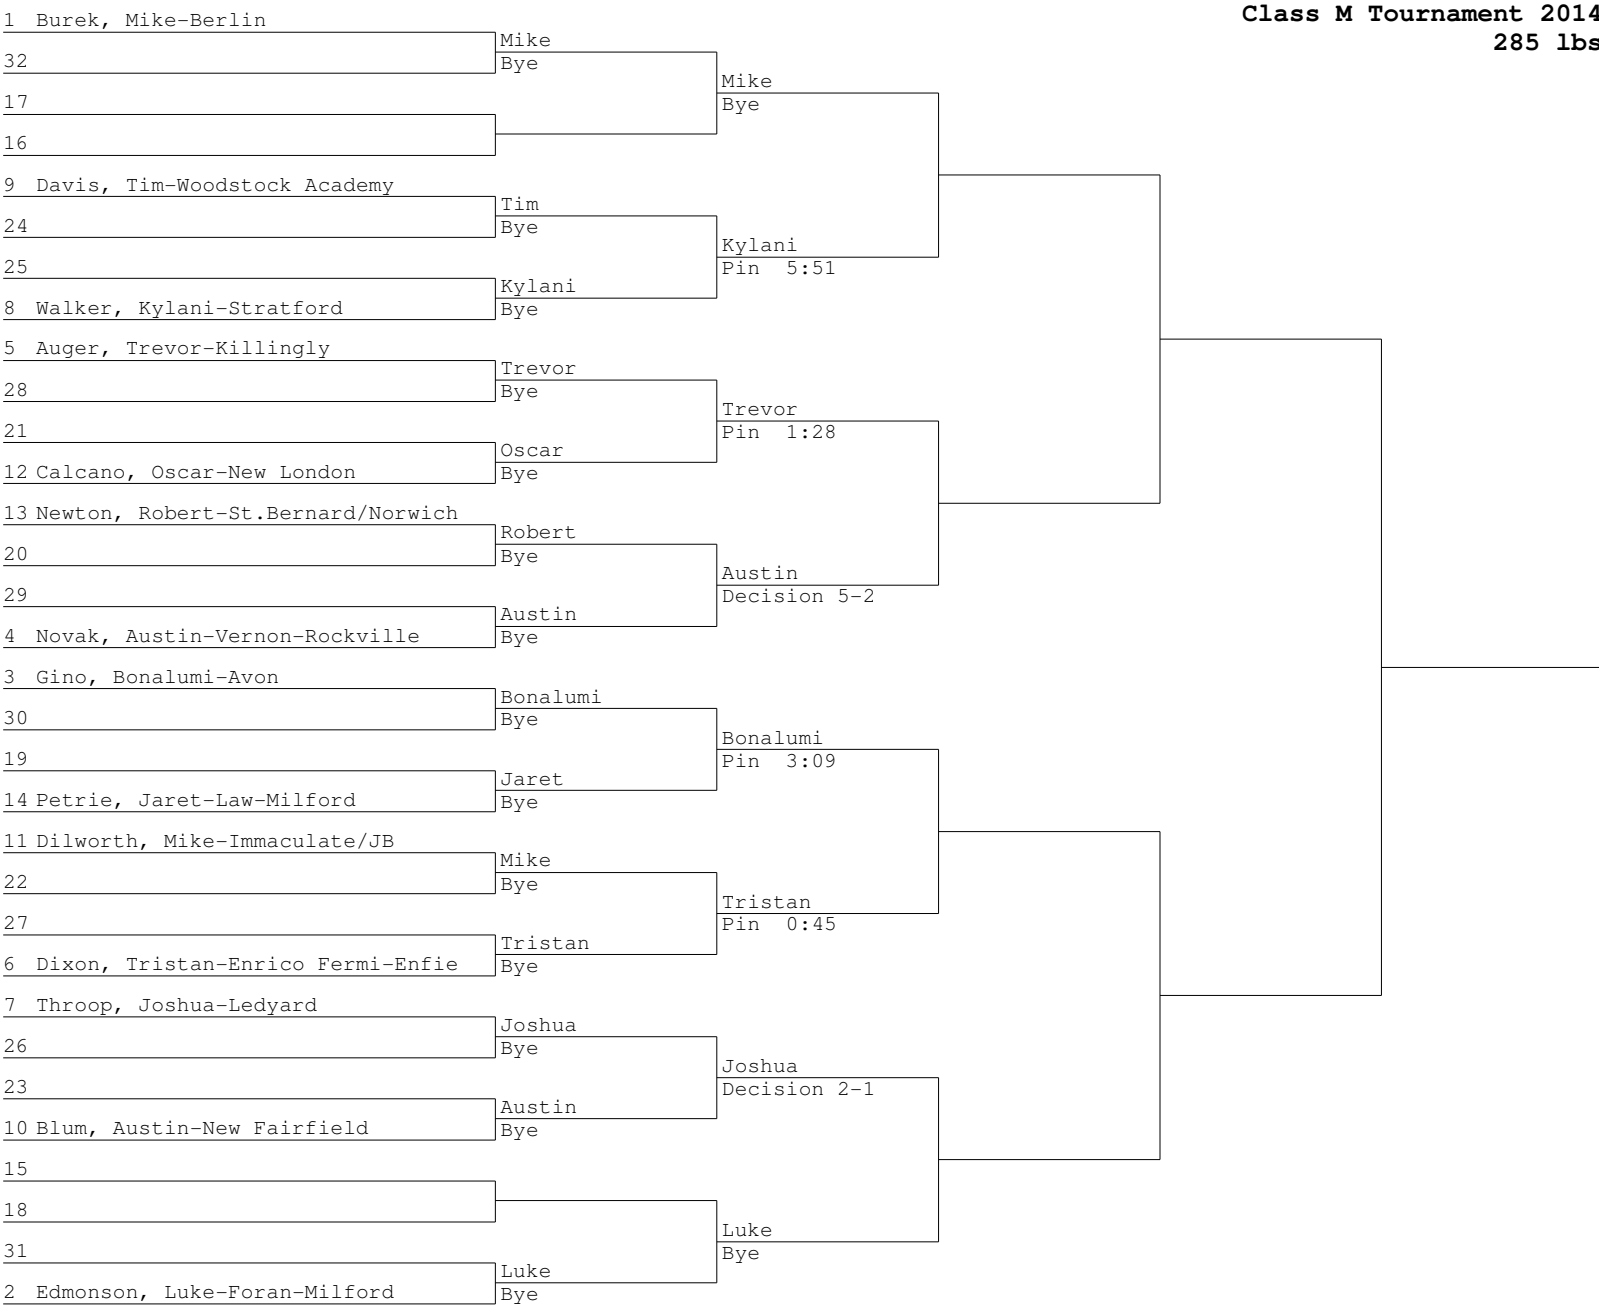 Class M Tournament 2014
285 lbs
1 Burek, Mike-Berlin
32
17
16
9 Davis, Tim-Woodstock Academy
24
25
8 Walker, Kylani-Stratford
5 Auger, Trevor-Killingly
28
21
12 Calcano, Oscar-New London
13 Newton, Robert-St.Bernard/Norwich
20
29
4 Novak, Austin-Vernon-Rockville
3 Gino, Bonalumi-Avon
30
19
14 Petrie, Jaret-Law-Milford
11 Dilworth, Mike-Immaculate/JB
22
27
6 Dixon, Tristan-Enrico Fermi-Enfie
7 Throop, Joshua-Ledyard
26
23
10 Blum, Austin-New Fairfield
15
18
31
2 Edmonson, Luke-Foran-Milford
Mike
Bye
Tim
Bye
Kylani
Bye
Trevor
Bye
Oscar
Bye
Robert
Bye
Austin
Bye
Bonalumi
Bye
Jaret
Bye
Mike
Bye
Tristan
Bye
Joshua
Bye
Austin
Bye
Luke
Bye
Mike
Bye
Kylani
Pin 5:51
Trevor
Pin 1:28
Austin
Decision 5-2
Bonalumi
Pin 3:09
Tristan
Pin 0:45
Joshua
Decision 2-1
Luke
Bye